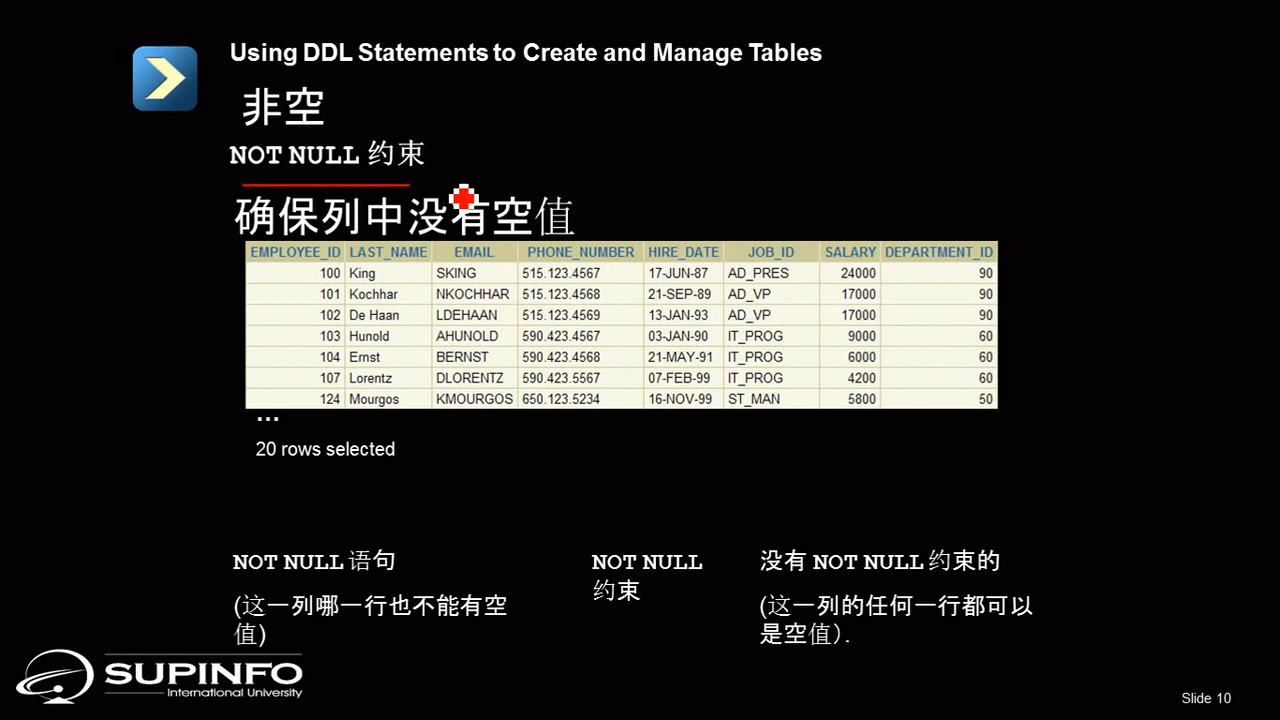 Using DDL Statements to Create and Manage Tables
非空
NOT NULL 约束
确保列中没有空值
EMPLOYEE_ID LAST_NAME EMAIL PHONE_NUMBER HIRE_DATE JOB_ID SALARY DEPARTMENT_ID
100 King SKING 515.123.4567 17-JUN-87 AD_PRES 24000 90
101 Kochhar NKOCHHAR 515.123.4568 21-SEP-89 AD_VP 17000 90
102 De Haan LDEHAAN 515.123.4569 13-JAN-93 AD_VP 17000 90
103 Hunold AHUNOLD 590.423.4567 03-JAN-90 IT_PROG 9000 60
104 Ernst BERNST 590.423.4568 21-MAY-91 IT_PROG 6000 60
107 Lorentz DLORENTZ 590.423.5567 07-FEB-99 IT_PROG 4200 60
124 Mourgos KMOURGOS 650.123.5234 16-NOV-99 ST_MAN 5800 50
...
20 rows selected
NOT NULL 语句
(这一列哪一行也不能有空
值)
NOT NULL
约束
没有 NOT NULL 约束的
(这一列的任何一行都可以
是空值).
SUPINFO
International University
Slide 10